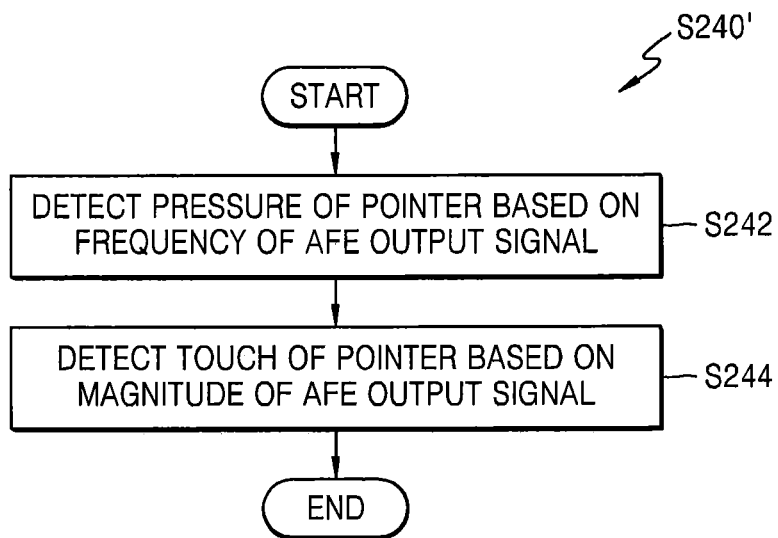 S240'
START
DETECT PRESSURE OF POINTER BASED ON
FREQUENCY OF AFE OUTPUT SIGNAL
S242
DETECT TOUCH OF POINTER BASED ON
MAGNITUDE OF AFE OUTPUT SIGNAL
S244
END